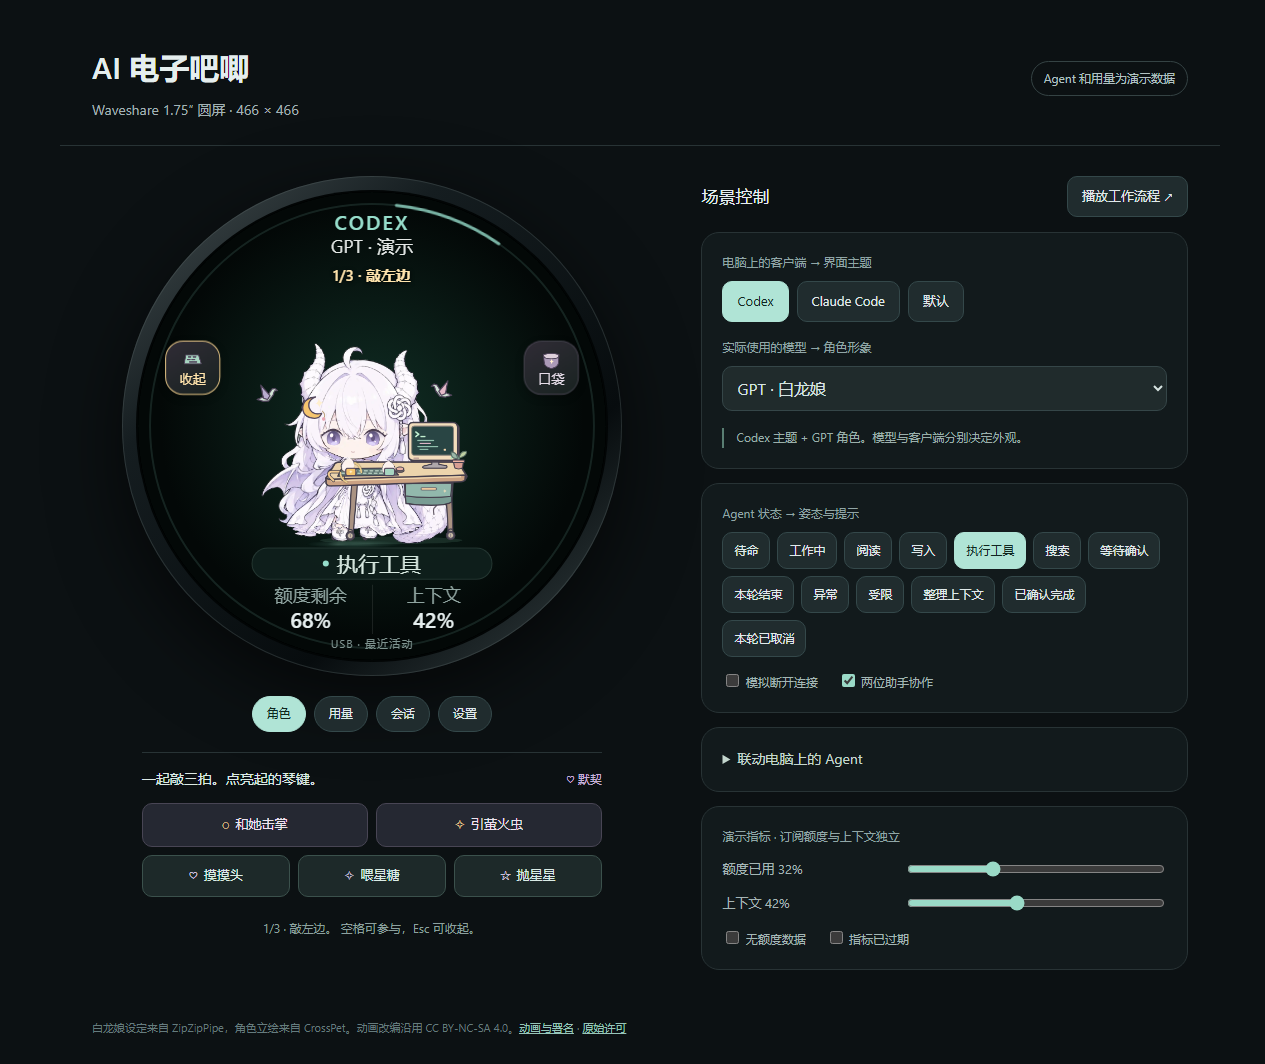 AI 电子吧唧
Waveshare 1.75" 圆屏 · 466 × 466
Agent 和用量为演示数据
CODEX
GPT · 演示
1/3 · 敲左边
收起
口袋
>_
• 执行工具
额度剩余
上下文
68%
42%
USB · 最近活动
角色
用量
会话
设置
一起敲三拍。点亮起的琴键。
♡ 默契
○ 和她击掌
✧ 引萤火虫
♡ 摸摸头
✧ 喂星糖
☆ 抛星星
1/3 · 敲左边。 空格可参与，Esc 可收起。
场景控制
播放工作流程 ↗
电脑上的客户端 → 界面主题
Codex
Claude Code
默认
实际使用的模型 → 角色形象
GPT · 白龙娘
Codex 主题 + GPT 角色。模型与客户端分别决定外观。
Agent 状态 → 姿态与提示
待命
工作中
阅读
写入
执行工具
搜索
等待确认
本轮结束
异常
受限
整理上下文
已确认完成
本轮已取消
模拟断开连接
两位助手协作
▶ 联动电脑上的 Agent
演示指标 · 订阅额度与上下文独立
额度已用 32%
上下文 42%
无额度数据
指标已过期
白龙娘设定来自 ZipZipPipe，角色立绘来自 CrossPet。动画改编沿用 CC BY-NC-SA 4.0。动画与署名 · 原始许可